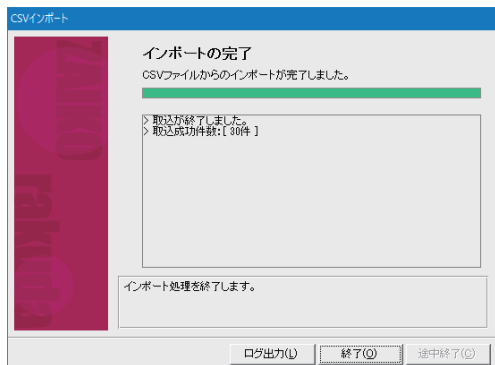 CSVインポート
インポートの完了
CSVファイルからのインポートが完了しました。
> 取込が終了しました。
> 取込成功件数:[ 30件 ]
ZAIKO
rakuda
インポート処理を終了します。
ログ出力(L)
終了(O)
途中終了(C)